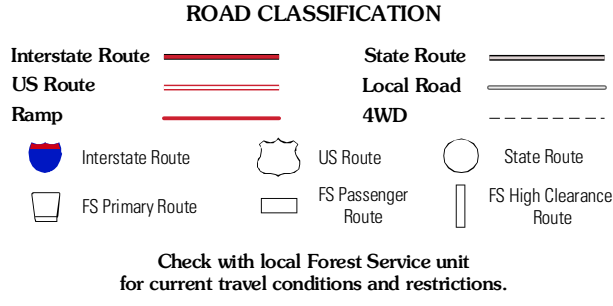 ROAD CLASSIFICATION
Interstate Route
State Route
US Route
Local Road
Ramp
4WD
Interstate Route
US Route
State Route
FS Primary Route
FS Passenger
Route
FS High Clearance
Route
Check with local Forest Service unit
for current travel conditions and restrictions.